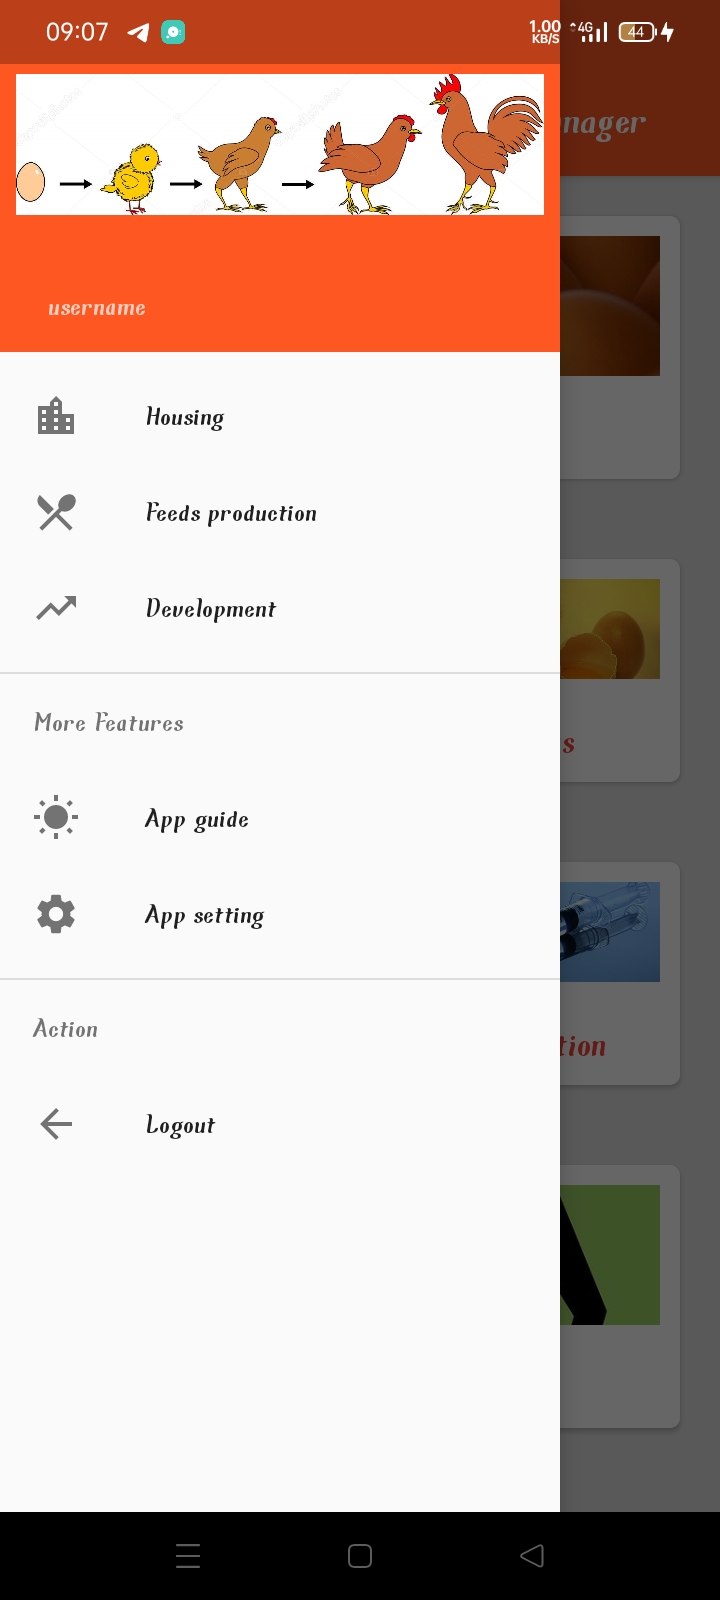 09:07
1.00
KB/S
4G
44
nager
username
Housing
Feeds production
Development
s
More Features
App guide
App setting
tion
Action
Logout